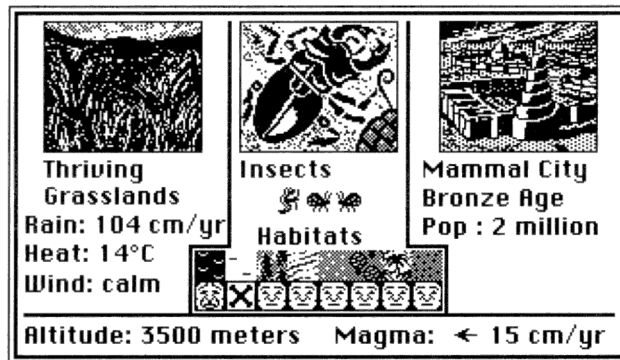 Thriving
Grasslands
Rain: 104 cm/yr
Heat: 14°C
Wind: calm
Insects
Habitats
Mammal City
Bronze Age
Pop : 2 million
Altitude: 3500 meters Magma: ← 15 cm/yr